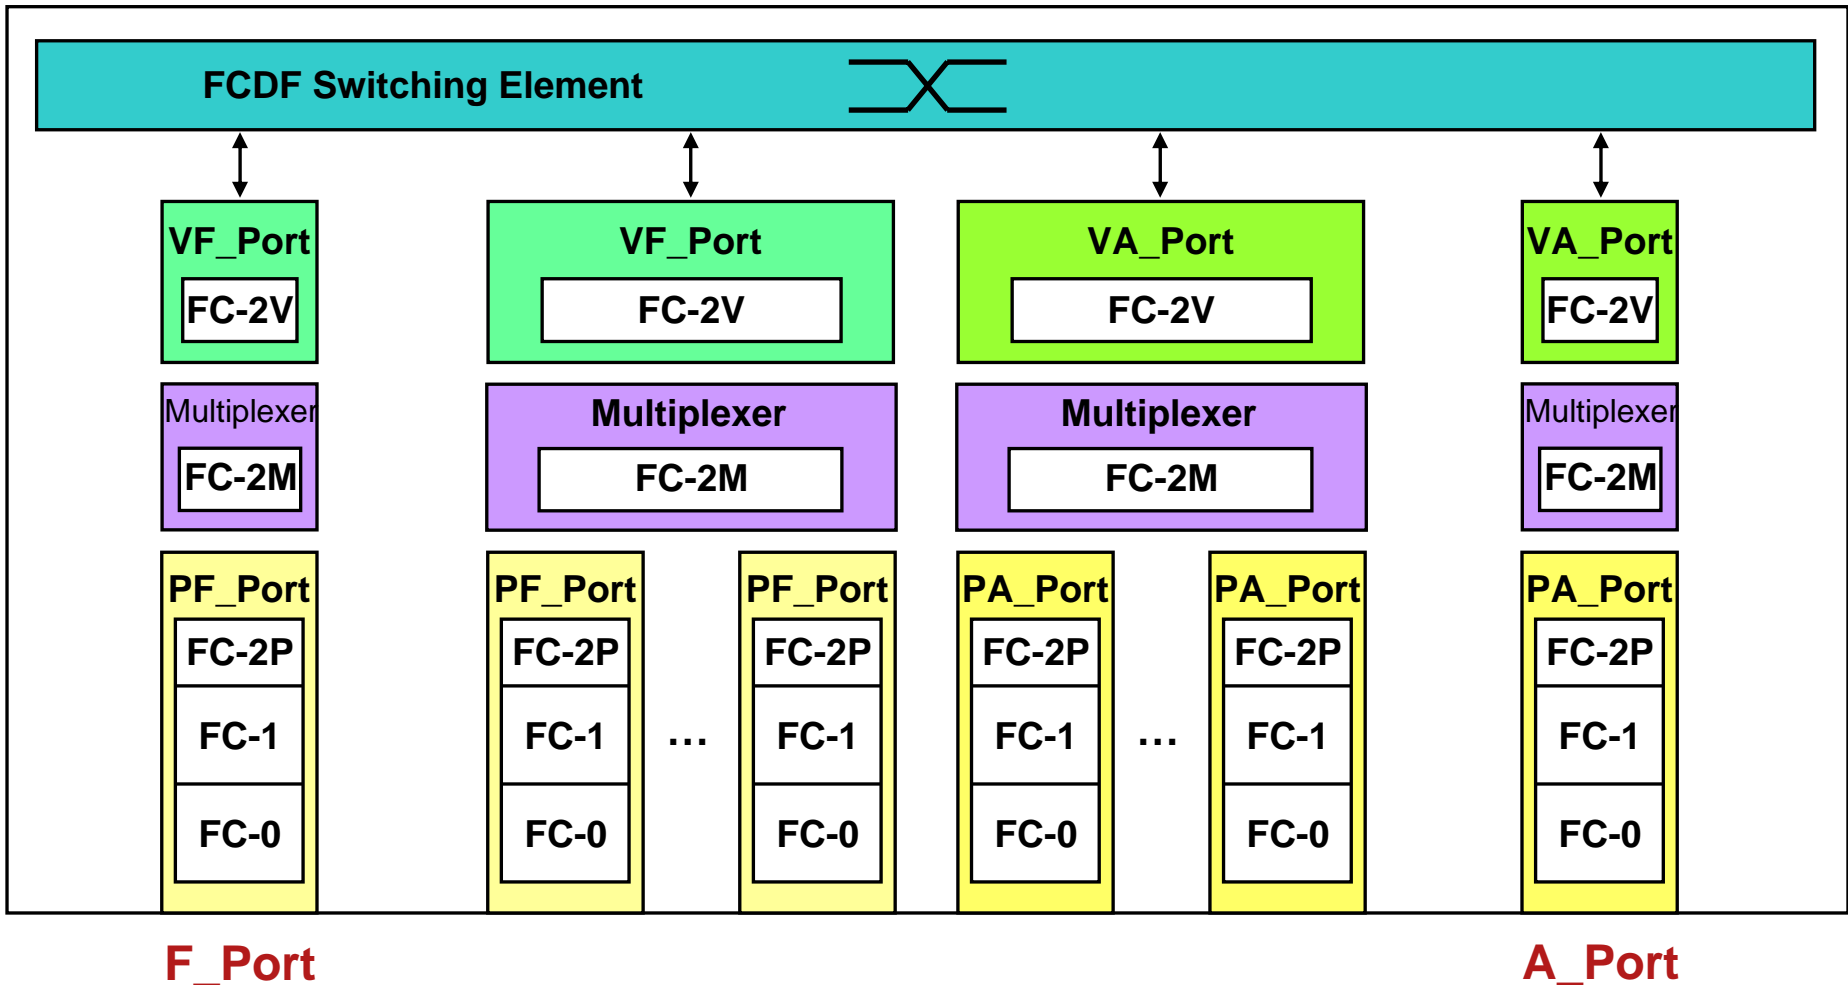 FCDF Switching Element
VF_Port VF_Port VA_Port VA_Port
FC-2V FC-2V FC-2V FC-2V
Multiplexer Multiplexer Multiplexer Multiplexer
FC-2M FC-2M FC-2M FC-2M
PF_Port PF_Port PF_Port PA_Port PA_Port PA_Port
FC-2P FC-2P FC-2P FC-2P FC-2P FC-2P
FC-1 FC-1 ... FC-1 FC-1 ... FC-1 FC-1
FC-0 FC-0 FC-0 FC-0 FC-0 FC-0
F_Port A_Port